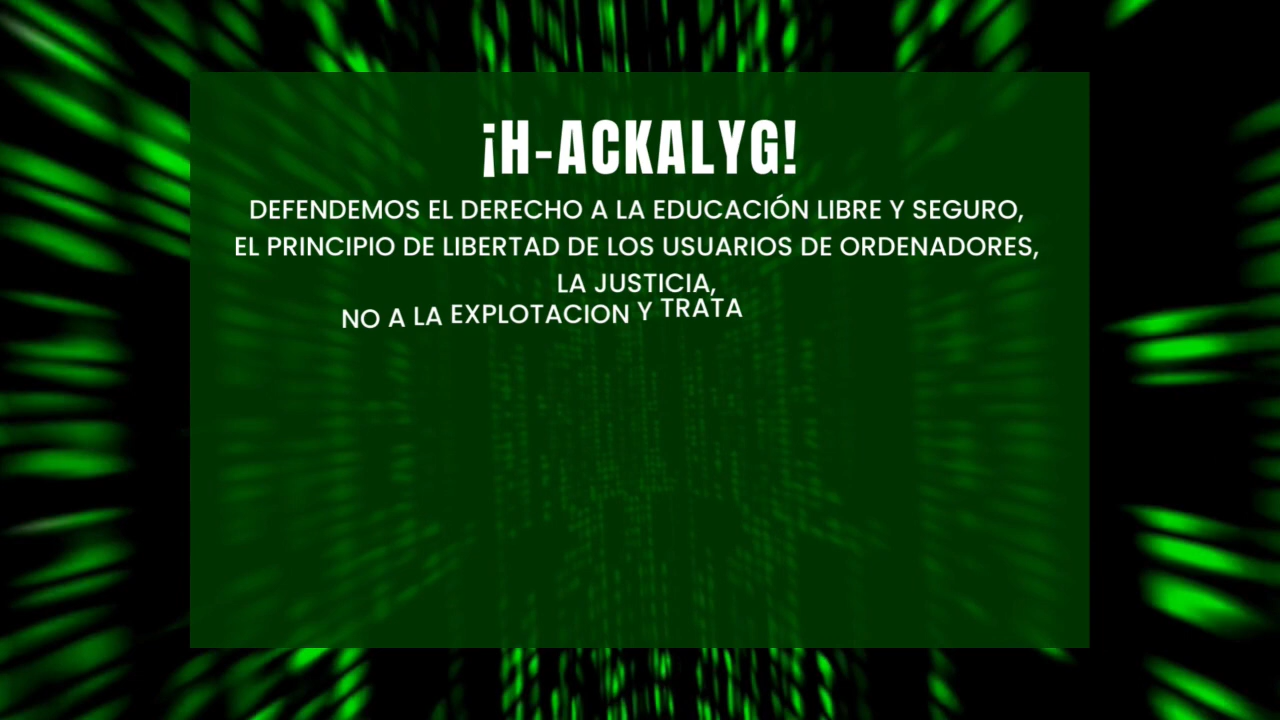 ¡H-ACKALYG!
DEFENDEMOS EL DERECHO A LA EDUCACIÓN LIBRE Y SEGURO,
EL PRINCIPIO DE LIBERTAD DE LOS USUARIOS DE ORDENADORES,
LA JUSTICIA,
NO A LA EXPLOTACION Y TRATA